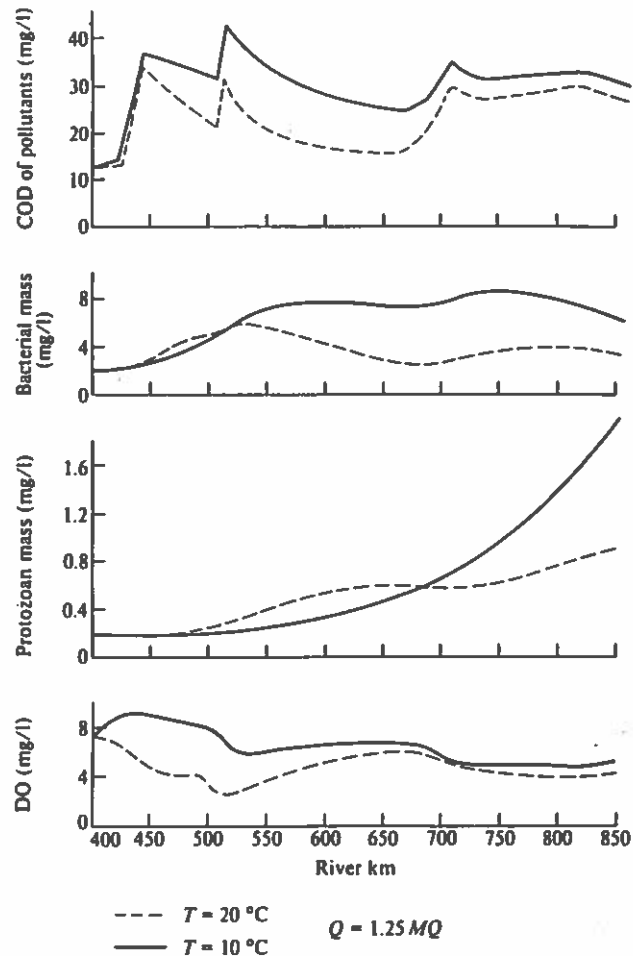 COD of pollutants (mg/l)
40
30
20
10
0
Bacterial mass
(mg/l)
8
4
0
Protozoan mass (mg/l)
1.6
1.2
0.8
0.4
0
DO (mg/l)
8
4
0
400 450 500 550 600 650 700 750 800 850
River km
T = 20 °C
T = 10 °C
Q = 1.25 MQ